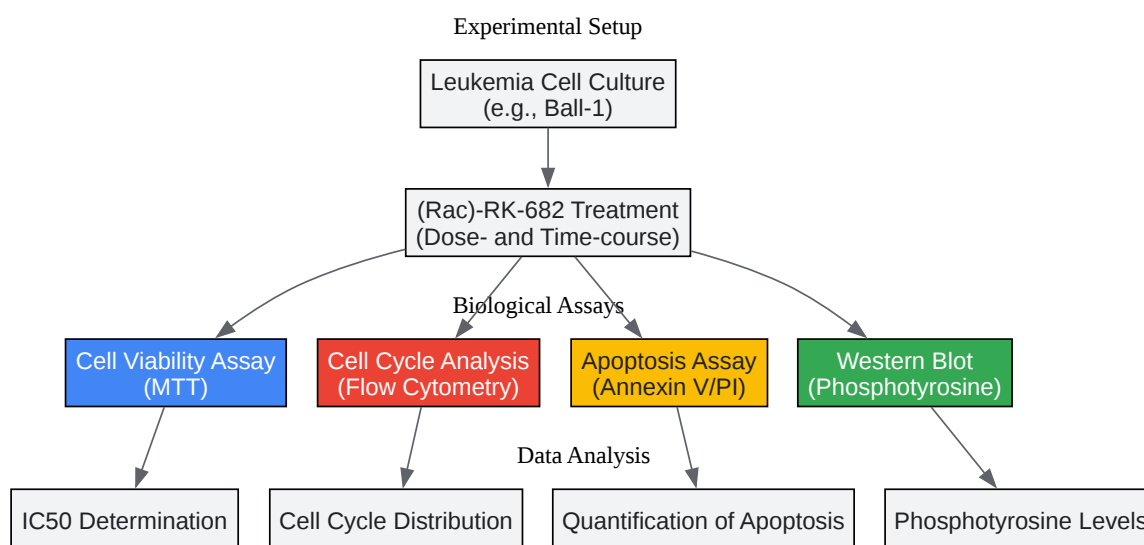 Experimental Setup
Leukemia Cell Culture
(e.g., Ball-1)
(Rac)-RK-682 Treatment
(Dose- and Time-course)
Biological Assays
Cell Viability Assay
(MTT)
Cell Cycle Analysis
(Flow Cytometry)
Apoptosis Assay
(Annexin V/PI)
Western Blot
(Phosphotyrosine)
Data Analysis
IC50 Determination
Cell Cycle Distribution
Quantification of Apoptosis
Phosphotyrosine Levels